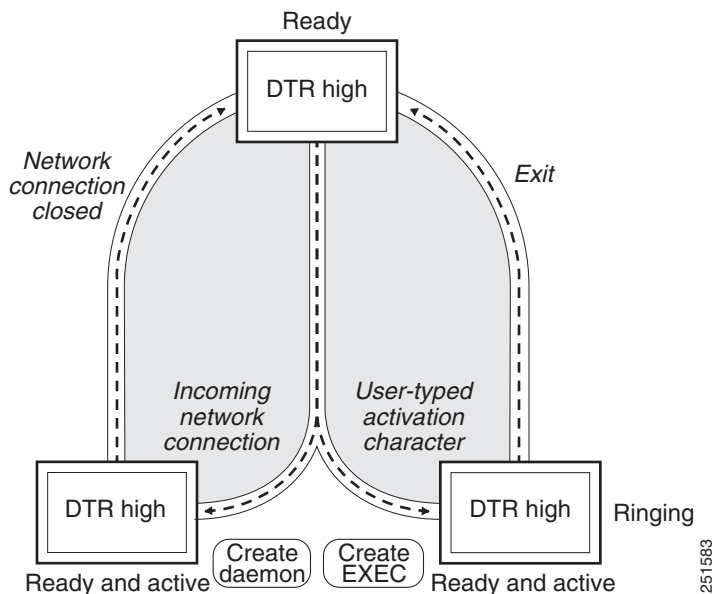 Ready
DTR high
Network
connection
closed
Exit
Incoming
network
connection
User-typed
activation
character
DTR high
DTR high
Ringing
Create
daemon
Create
EXEC
Ready and active
Ready and active
251583